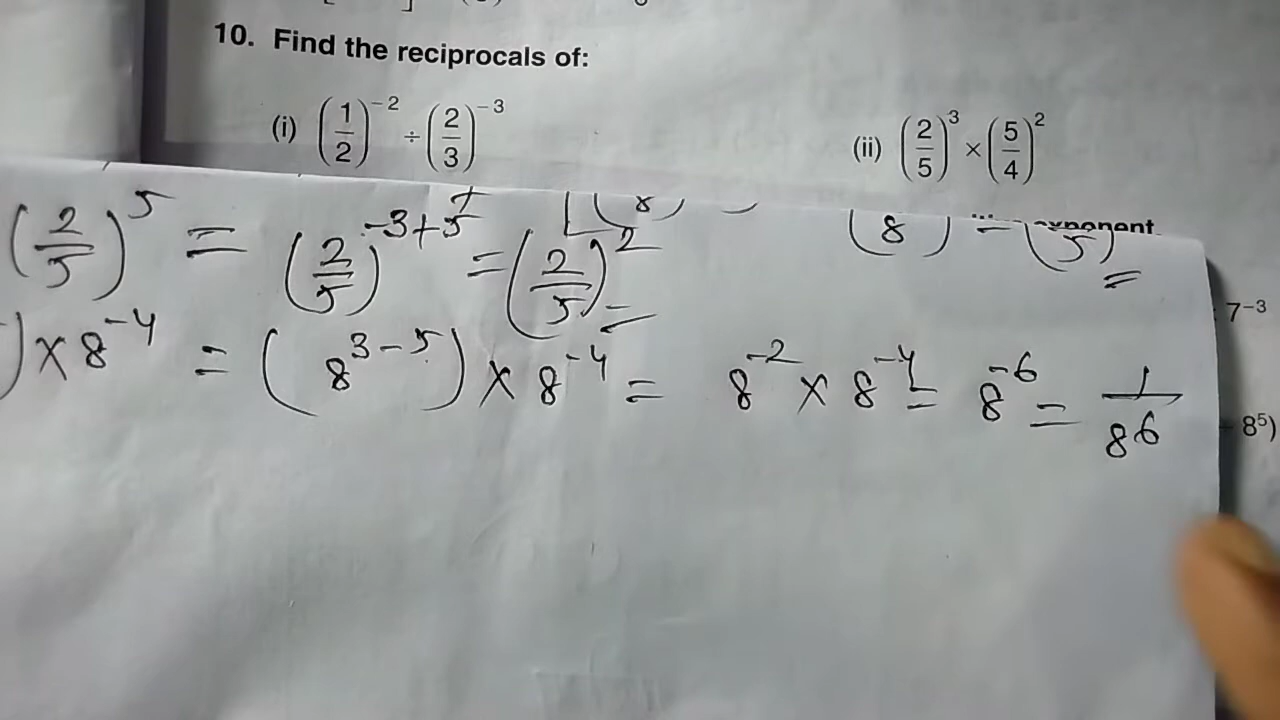 10. Find the reciprocals of:
(i) (1/2)^-2 ÷ (2/3)^-3 (ii) (2/5)^3 × (5/4)^2
exponent
(2/5)^5 = (2/5)^-3+5 = (2/5)^2
7^-3
) × 8^-4 = (8^3-5) × 8^-4 = 8^-2 × 8^-4 = 8^-6 = 1/8^6
8^5)